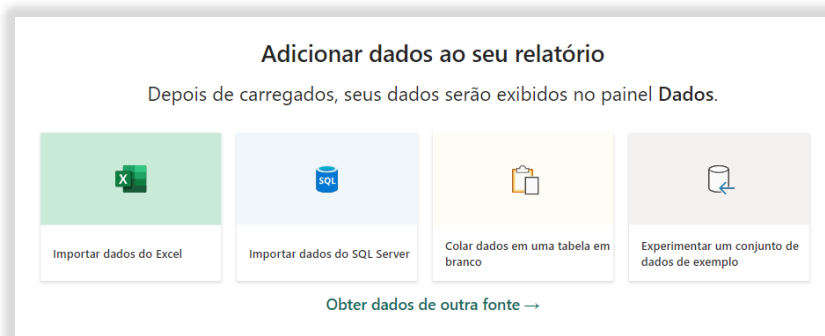 Adicionar dados ao seu relatório
Depois de carregados, seus dados serão exibidos no painel Dados.
X
SQL
Importar dados do Excel
Importar dados do SQL Server
Colar dados em uma tabela em
branco
Experimentar um conjunto de
dados de exemplo
Obter dados de outra fonte →